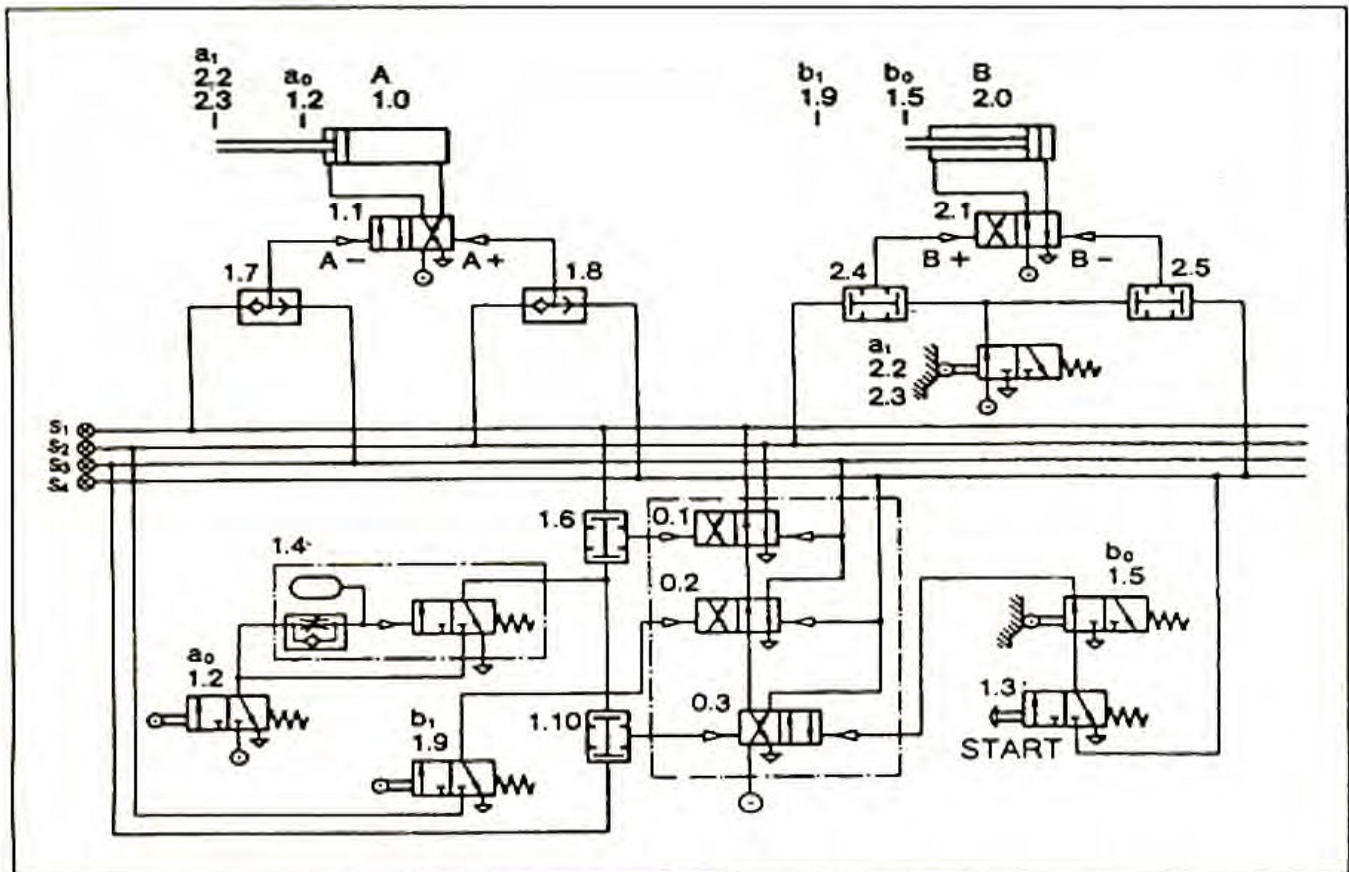 a₁
2.2
2.3
a₀
1.2
A
1.0
b₁
1.9
b₀
1.5
B
2.0
1.1
A −
A +
2.1
B +
B −
1.7
1.8
2.4
2.5
a₁
2.2
2.3
S₁
S₂
S₃
S₄
1.6
0.1
1.4
0.2
b₀
1.5
a₀
1.2
b₁
1.9
1.10
0.3
1.3
START